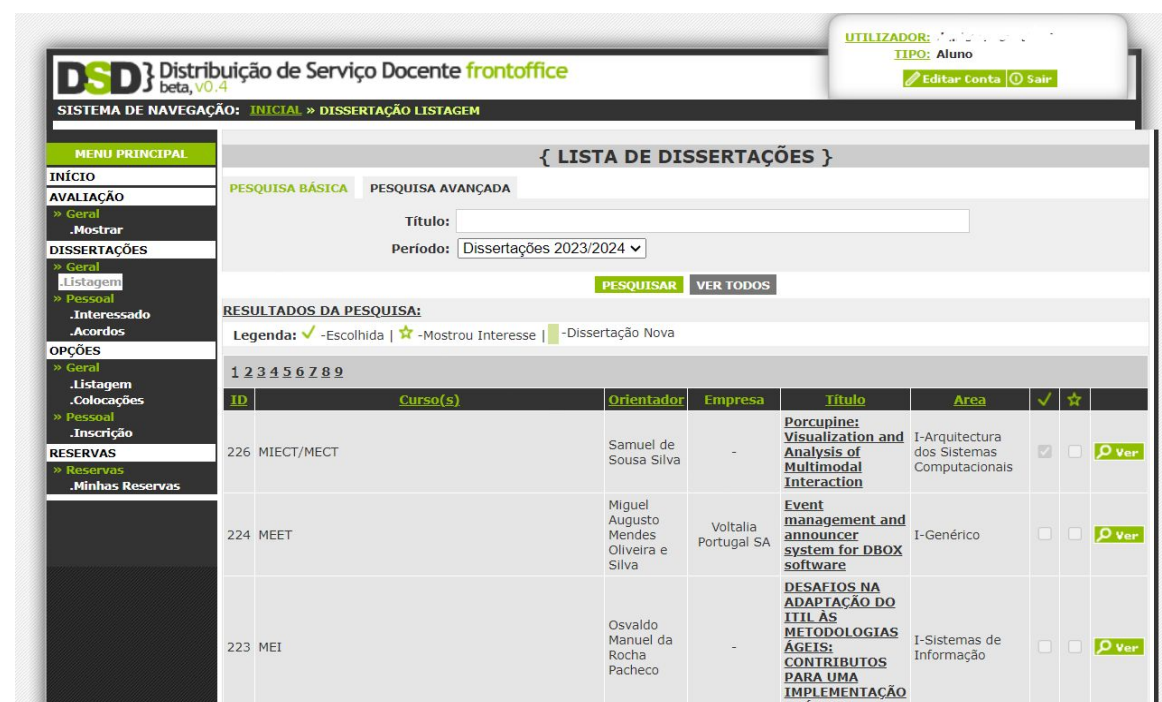 UTILIZADOR:
TIPO: Aluno
Editar Conta Sair
DSD} Distribuição de Serviço Docente frontoffice
beta, v0.4
SISTEMA DE NAVEGAÇÃO: INICIAL » DISSERTAÇÃO LISTAGEM
MENU PRINCIPAL
INÍCIO
AVALIAÇÃO
» Geral
.Mostrar
DISSERTAÇÕES
» Geral
.Listagem
» Pessoal
.Interessado
.Acordos
OPÇÕES
» Geral
.Listagem
.Colocações
» Pessoal
.Inscrição
RESERVAS
» Reservas
.Minhas Reservas
{ LISTA DE DISSERTAÇÕES }
PESQUISA BÁSICA PESQUISA AVANÇADA
Título:
Período: Dissertações 2023/2024
PESQUISAR VER TODOS
RESULTADOS DA PESQUISA:
Legenda: ✓ -Escolhida | ☆ -Mostrou Interesse | -Dissertação Nova
1 2 3 4 5 6 7 8 9
ID Curso(s) Orientador Empresa Título Area ✓ ☆
226 MIECT/MECT
Samuel de
Sousa Silva
-
Porcupine:
Visualization and
Analysis of
Multimodal
Interaction
I-Arquitectura
dos Sistemas
Computacionais
Ver
224 MEET
Miguel
Augusto
Mendes
Oliveira e
Silva
Voltalia
Portugal SA
Event
management and
announcer
system for DBOX
software
I-Genérico
Ver
223 MEI
Osvaldo
Manuel da
Rocha
Pacheco
-
DESAFIOS NA
ADAPTAÇÃO DO
ITIL ÀS
METODOLOGIAS
ÁGEIS:
CONTRIBUTOS
PARA UMA
IMPLEMENTAÇÃO
I-Sistemas de
Informação
Ver